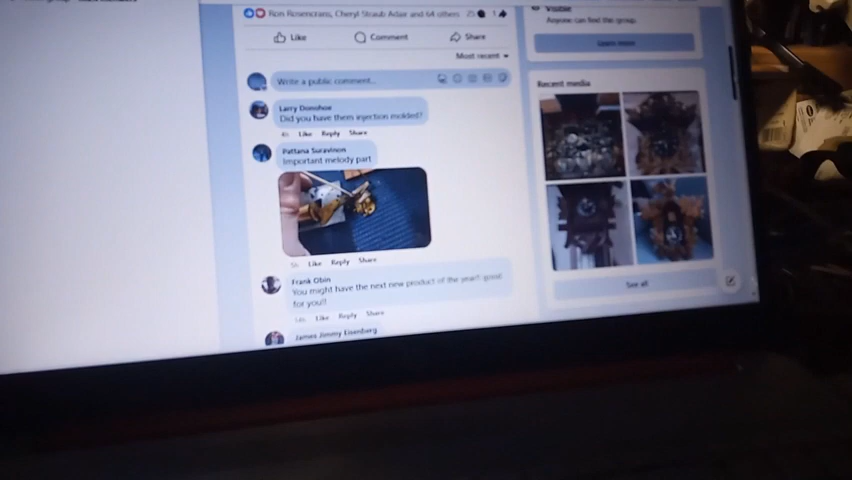 Ron Rosencrans, Cheryl Straub Adair and 64 others
Like
Comment
Share
Most recent
Write a public comment...
Larry Donohoe
Did you have them injection molded?
4h Like Reply Share
Pattana Suravinon
Important melody part
5h Like Reply Share
Frank Obin
You might have the next new product of the year!! good
for you!!
14h Like Reply Share
James Jimmy Eisenberg
Visible
Anyone can find this group.
Learn more
Recent media
See all